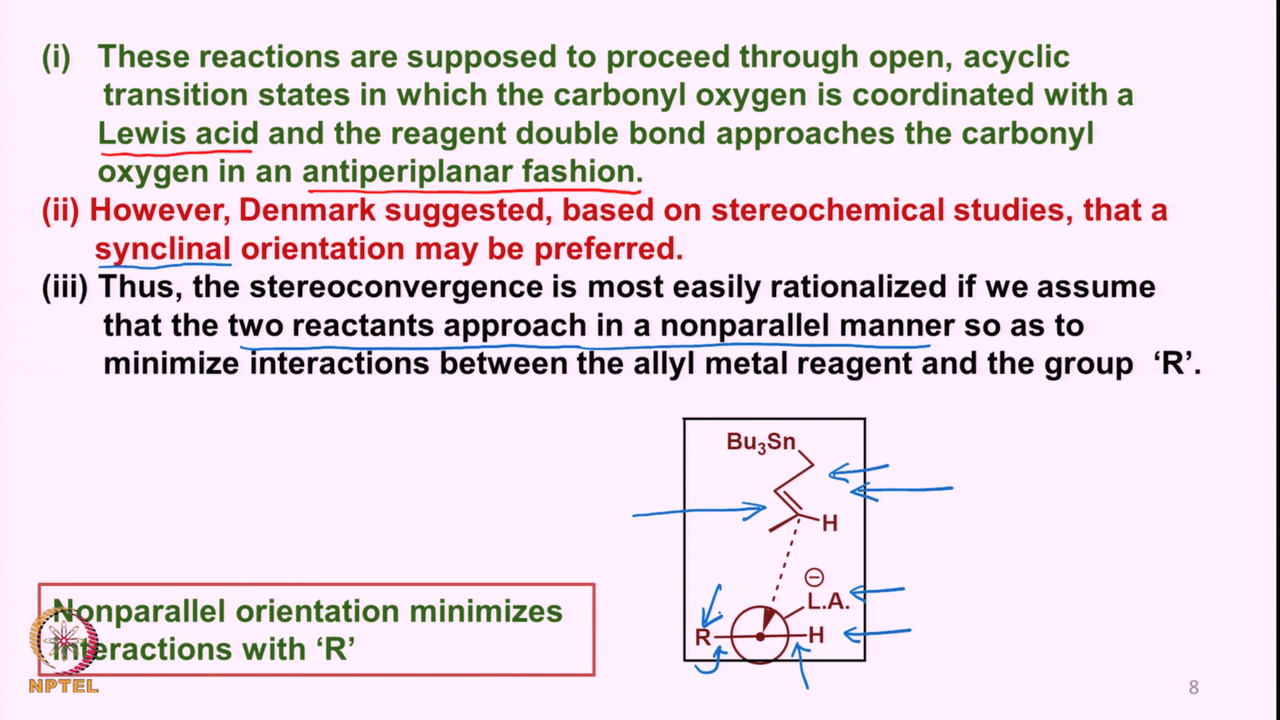 (i) These reactions are supposed to proceed through open, acyclic
transition states in which the carbonyl oxygen is coordinated with a
Lewis acid and the reagent double bond approaches the carbonyl
oxygen in an antiperiplanar fashion.
(ii) However, Denmark suggested, based on stereochemical studies, that a
synclinal orientation may be preferred.
(iii) Thus, the stereoconvergence is most easily rationalized if we assume
that the two reactants approach in a nonparallel manner so as to
minimize interactions between the allyl metal reagent and the group ‘R’.
Bu3Sn
H
⊖
L.A.
R H
Nonparallel orientation minimizes
interactions with ‘R’
NPTEL
8